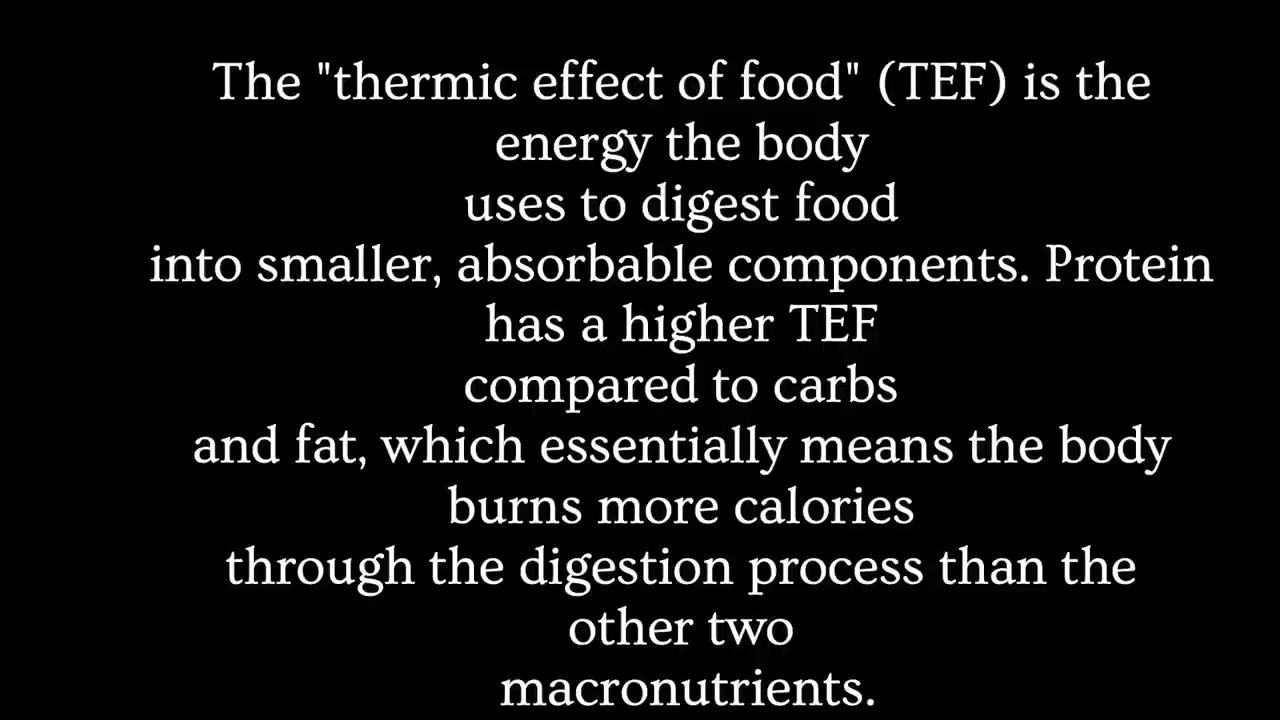 The "thermic effect of food" (TEF) is the
energy the body
uses to digest food
into smaller, absorbable components. Protein
has a higher TEF
compared to carbs
and fat, which essentially means the body
burns more calories
through the digestion process than the
other two
macronutrients.